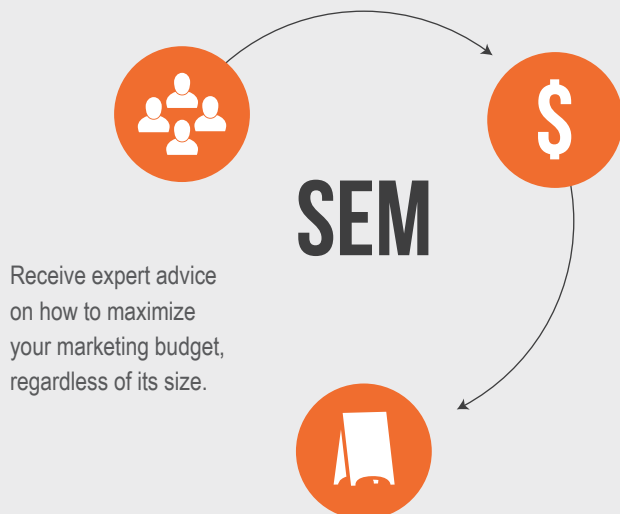 $
SEM
Receive expert advice
on how to maximize
your marketing budget,
regardless of its size.